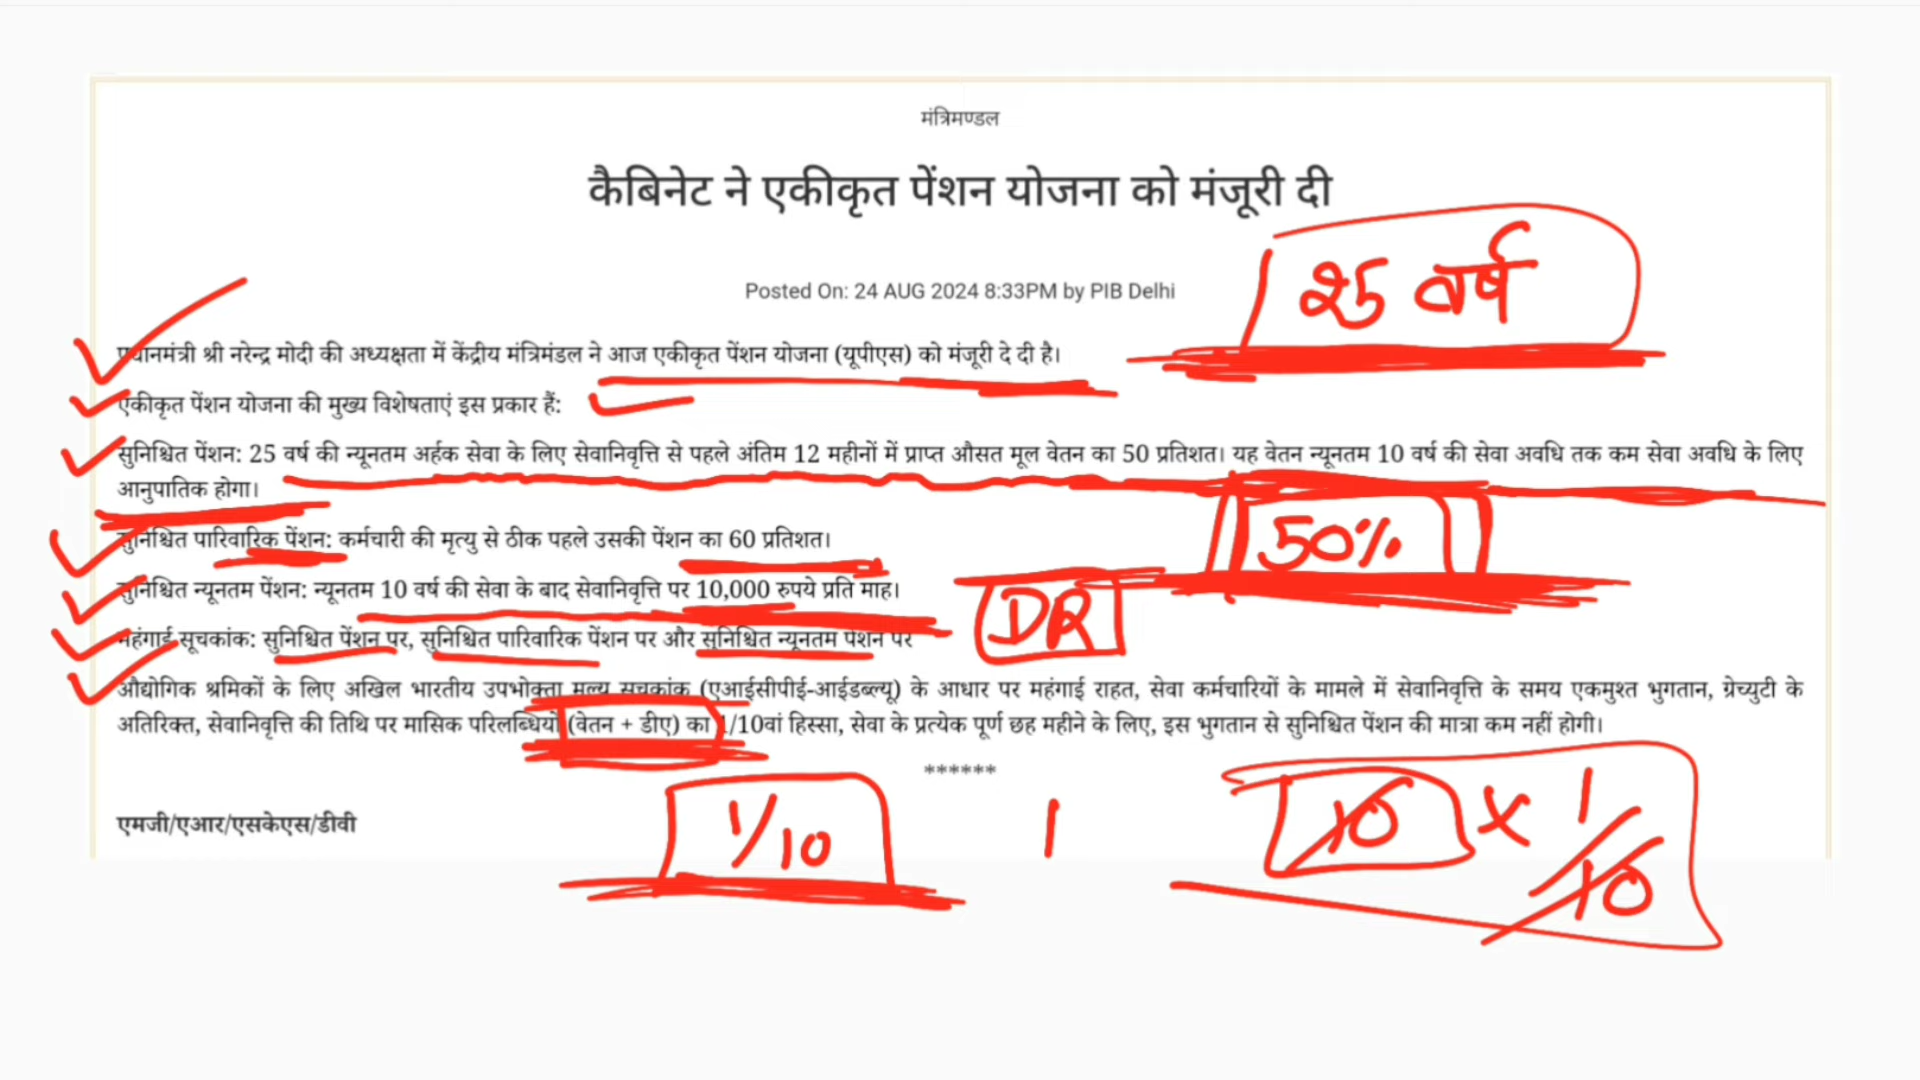 मंत्रिमण्डल
कैबिनेट ने एकीकृत पेंशन योजना को मंजूरी दी
Posted On: 24 AUG 2024 8:33PM by PIB Delhi
25 वर्ष
प्रधानमंत्री श्री नरेन्द्र मोदी की अध्यक्षता में केंद्रीय मंत्रिमंडल ने आज एकीकृत पेंशन योजना (यूपीएस) को मंजूरी दे दी है।
एकीकृत पेंशन योजना की मुख्य विशेषताएं इस प्रकार हैं:
सुनिश्चित पेंशन: 25 वर्ष की न्यूनतम अर्हक सेवा के लिए सेवानिवृत्ति से पहले अंतिम 12 महीनों में प्राप्त औसत मूल वेतन का 50 प्रतिशत। यह वेतन न्यूनतम 10 वर्ष की सेवा अवधि तक कम सेवा अवधि के लिए
आनुपातिक होगा।
सुनिश्चित पारिवारिक पेंशन: कर्मचारी की मृत्यु से ठीक पहले उसकी पेंशन का 60 प्रतिशत।
50%
सुनिश्चित न्यूनतम पेंशन: न्यूनतम 10 वर्ष की सेवा के बाद सेवानिवृत्ति पर 10,000 रुपये प्रति माह।
DR
महंगाई सूचकांक: सुनिश्चित पेंशन पर, सुनिश्चित पारिवारिक पेंशन पर और सुनिश्चित न्यूनतम पेंशन पर
औद्योगिक श्रमिकों के लिए अखिल भारतीय उपभोक्ता मूल्य सूचकांक (एआईसीपीई-आईडब्ल्यू) के आधार पर महंगाई राहत, सेवा कर्मचारियों के मामले में सेवानिवृत्ति के समय एकमुश्त भुगतान, ग्रेच्युटी के
अतिरिक्त, सेवानिवृत्ति की तिथि पर मासिक परिलब्धियों (वेतन + डीए) का 1/10वां हिस्सा, सेवा के प्रत्येक पूर्ण छह महीने के लिए, इस भुगतान से सुनिश्चित पेंशन की मात्रा कम नहीं होगी।
******
एमजी/एआर/एसकेएस/डीवी
1/10
1
10 x 1/10